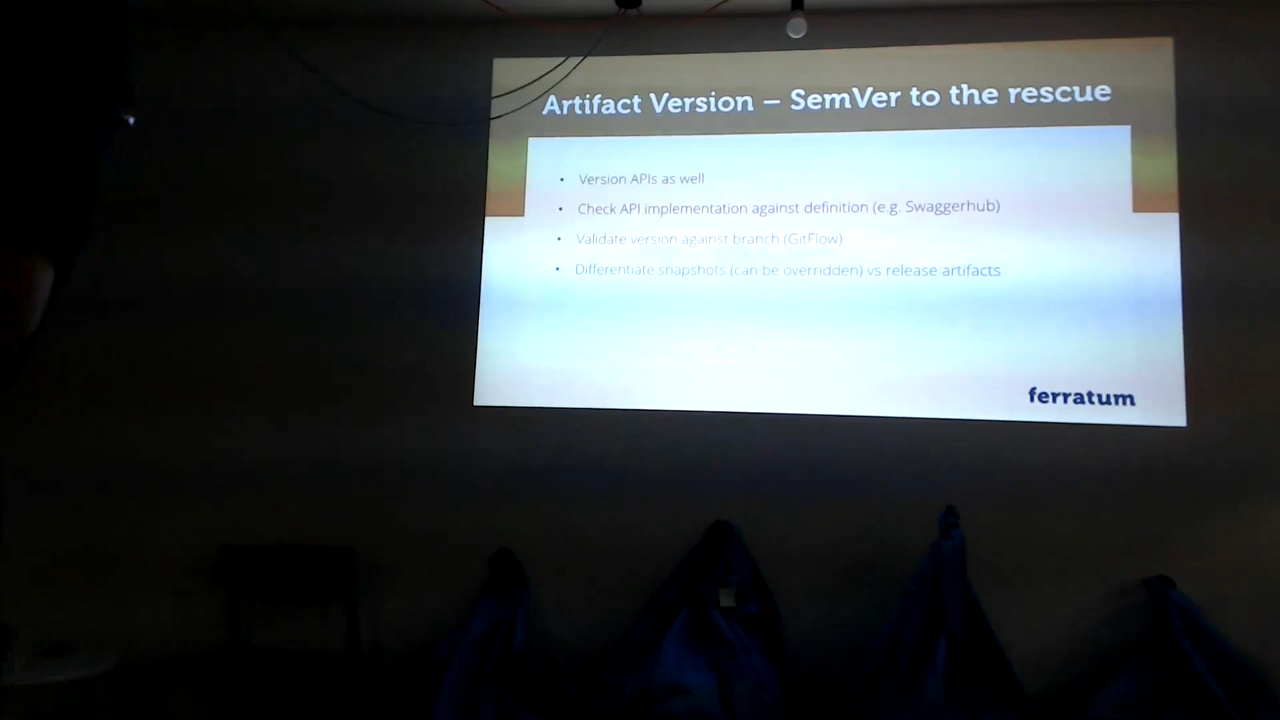 Artifact Version – SemVer to the rescue
• Version APIs as well
• Check API implementation against definition (e.g. Swaggerhub)
• Validate version against branch (GitFlow)
• Differentiate snapshots (can be overridden) vs release artifacts
ferratum